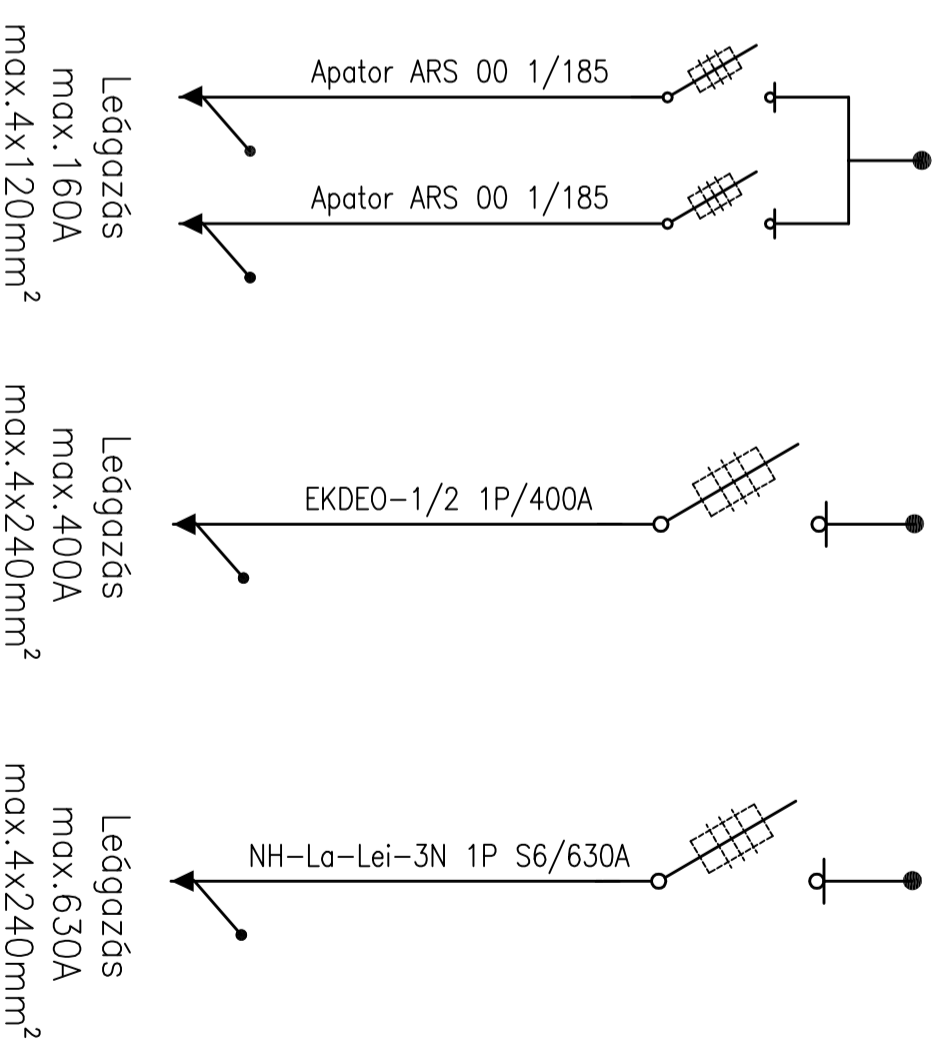 Apator ARS 00 1/185
Leágazás
max.160A
max.4x120mm²
Apator ARS 00 1/185
EKDEO-1/2 1P/400A
Leágazás
max.400A
max.4x240mm²
NH-La-Lei-3N 1P S6/630A
Leágazás
max.630A
max.4x240mm²